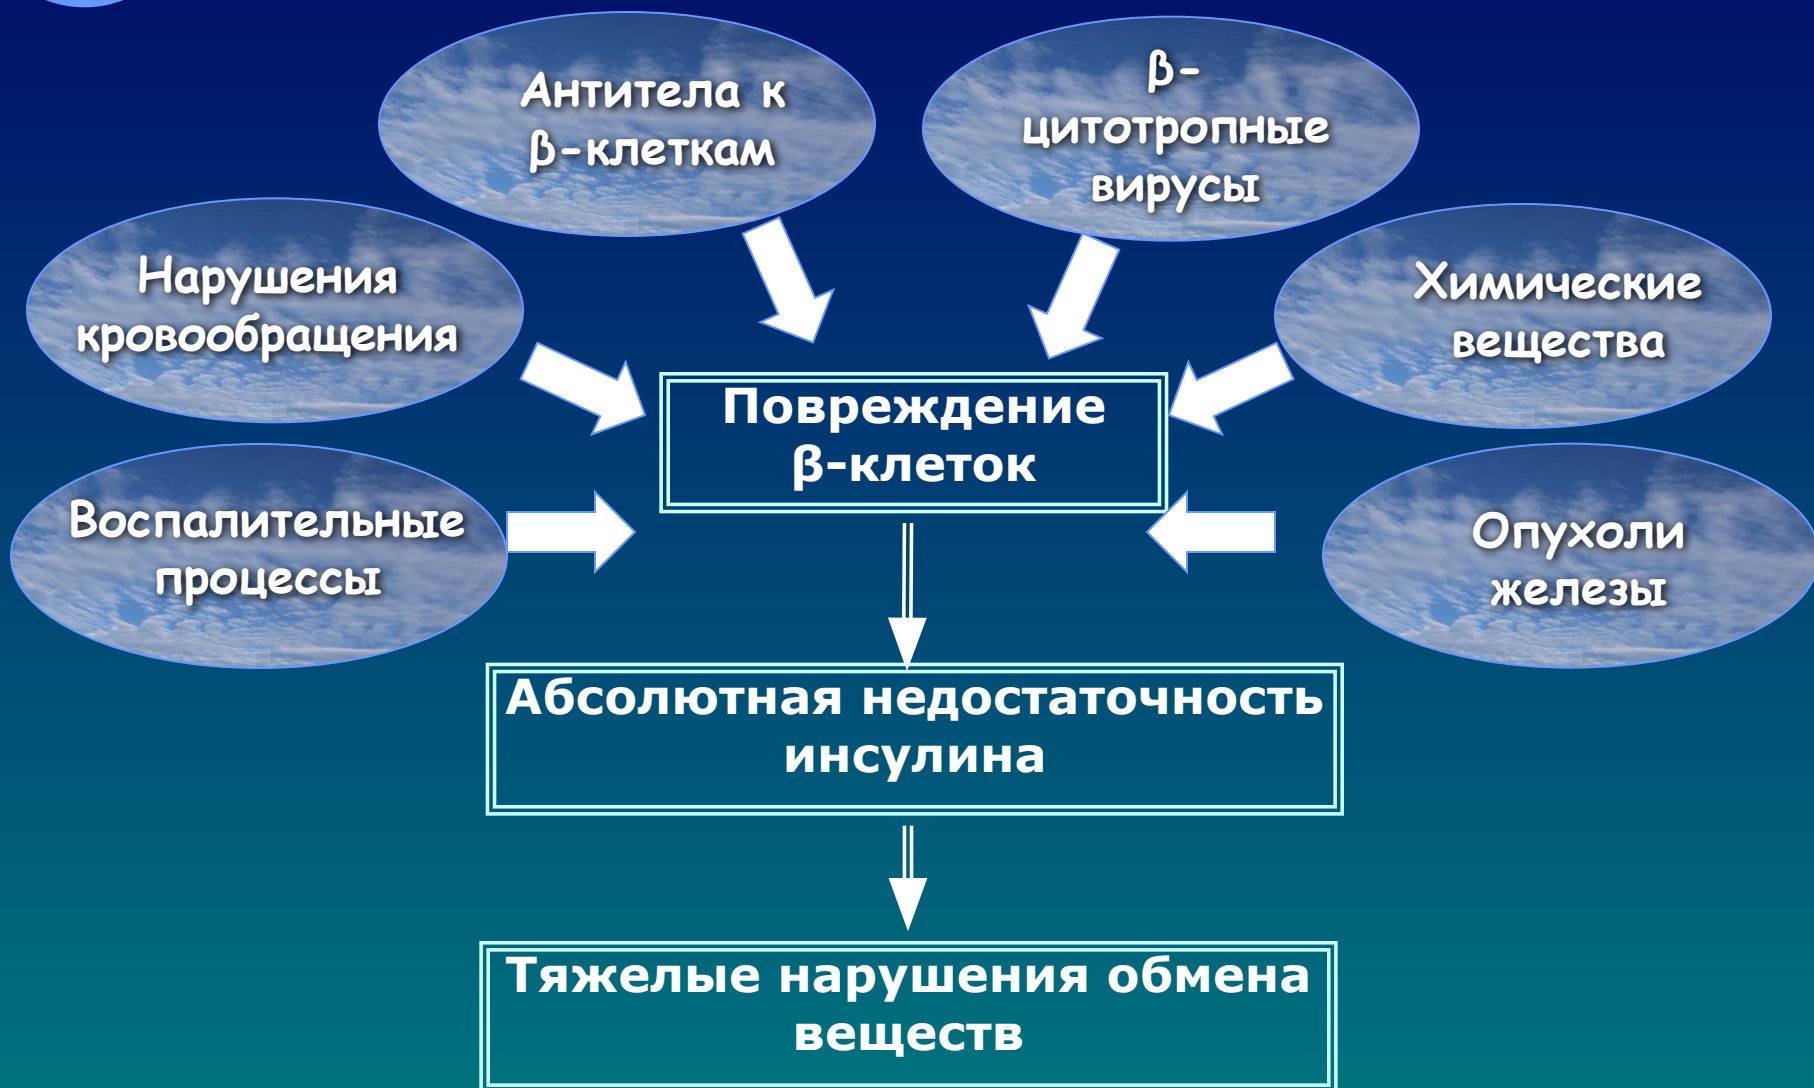 Антитела к
β-клеткам
β-
цитотропные
вирусы
Нарушения
кровообращения
Химические
вещества
Воспалительные
процессы
Опухоли
железы
Повреждение
β-клеток
Абсолютная недостаточность
инсулина
Тяжелые нарушения обмена
веществ